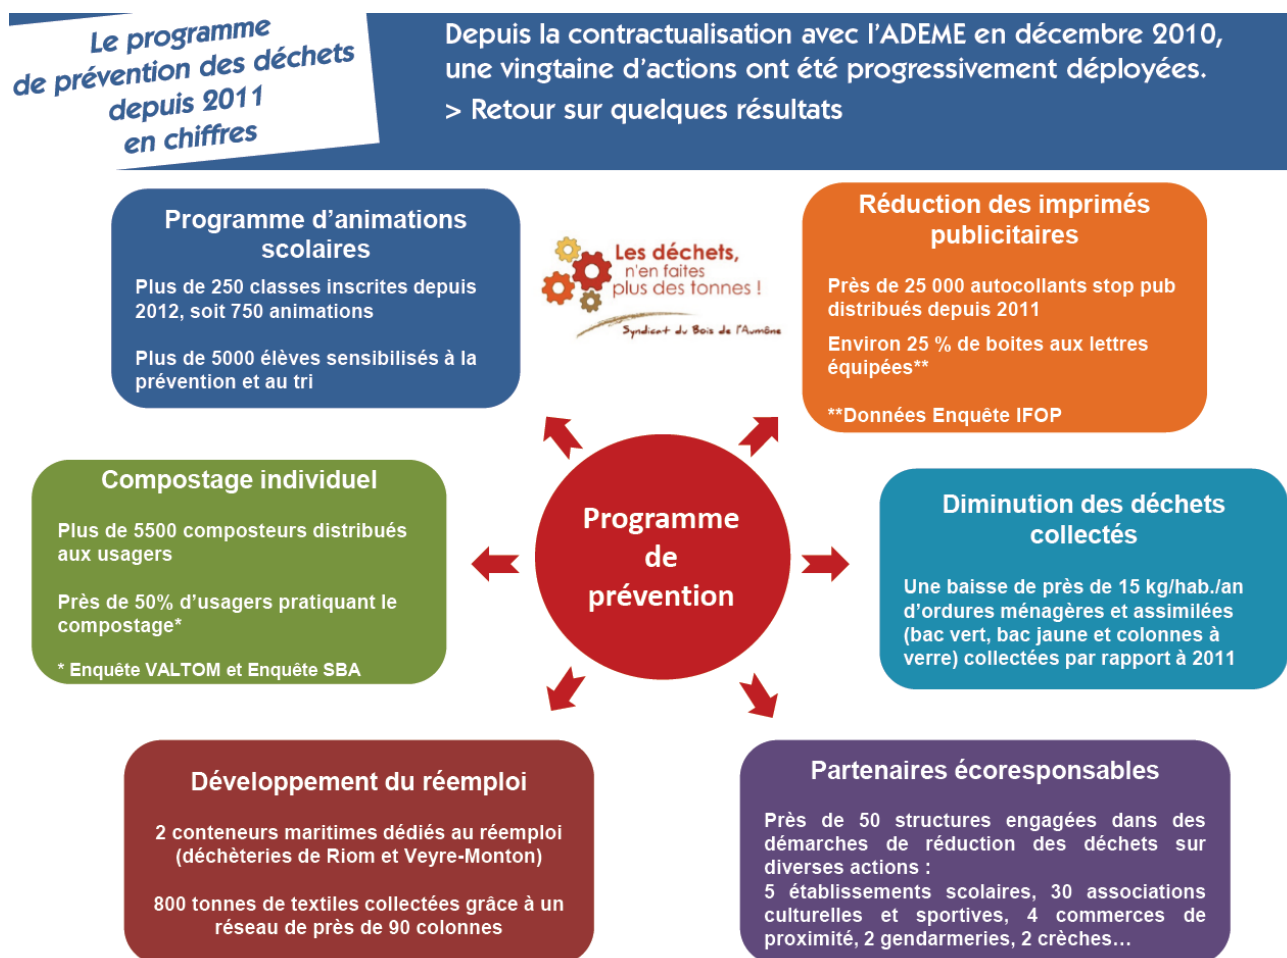 Le programme
de prévention des déchets
depuis 2011
en chiffres
Depuis la contractualisation avec l'ADEME en décembre 2010,
une vingtaine d'actions ont été progressivement déployées.
> Retour sur quelques résultats
Programme d'animations
scolaires
Plus de 250 classes inscrites depuis
2012, soit 750 animations
Plus de 5000 élèves sensibilisés à la
prévention et au tri
Les déchets,
n'en faites
plus des tonnes !
Syndicat du Bois de l'Aumône
Réduction des imprimés
publicitaires
Près de 25 000 autocollants stop pub
distribués depuis 2011
Environ 25 % de boites aux lettres
équipées**
**Données Enquête IFOP
Compostage individuel
Plus de 5500 composteurs distribués
aux usagers
Près de 50% d'usagers pratiquant le
compostage*
* Enquête VALTOM et Enquête SBA
Programme
de
prévention
Diminution des déchets
collectés
Une baisse de près de 15 kg/hab./an
d'ordures ménagères et assimilées
(bac vert, bac jaune et colonnes à
verre) collectées par rapport à 2011
Développement du réemploi
2 conteneurs maritimes dédiés au réemploi
(déchèteries de Riom et Veyre-Monton)
800 tonnes de textiles collectées grâce à un
réseau de près de 90 colonnes
Partenaires écoresponsables
Près de 50 structures engagées dans des
démarches de réduction des déchets sur
diverses actions :
5 établissements scolaires, 30 associations
culturelles et sportives, 4 commerces de
proximité, 2 gendarmeries, 2 crèches…